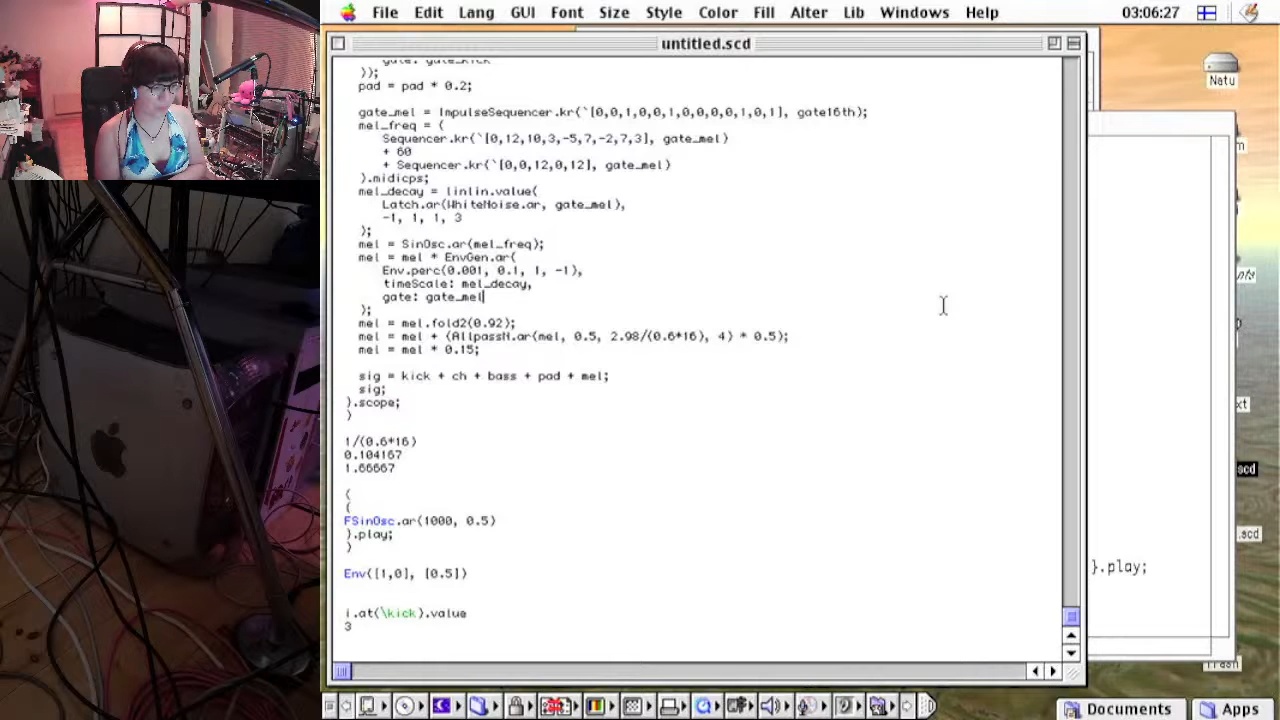 File Edit Lang GUI Font Size Style Color Fill Alter Lib Windows Help 03:06:27
untitled.scd
Natu
gate: gate_kick
));
pad = pad * 0.2;
gate_mel = ImpulseSequencer.kr(`[0,0,1,0,0,1,0,0,0,0,1,0,1], gate16th);
mel_freq = (
Sequencer.kr(`[0,12,10,3,-5,7,-2,7,3], gate_mel)
+ 60
+ Sequencer.kr(`[0,0,12,0,12], gate_mel)
).midicps;
mel_decay = linlin.value(
Latch.ar(WhiteNoise.ar, gate_mel),
-1, 1, 1, 3
);
mel = SinOsc.ar(mel_freq);
mel = mel * EnvGen.ar(
Env.perc(0.001, 0.1, 1, -1),
timeScale: mel_decay,
gate: gate_mel
);
mel = mel.fold2(0.92);
mel = mel + (AllpassN.ar(mel, 0.5, 2.98/(0.6*16), 4) * 0.5);
mel = mel * 0.15;
sig = kick + ch + bass + pad + mel;
sig;
).scope;
)
1/(0.6*16)
0.104167
1.66667
(
{
FSinOsc.ar(1000, 0.5)
}.play;
)
Env([1,0], [0.5])
i.at(\kick).value
3
xt
scd
.scd
}.play;
Documents Apps